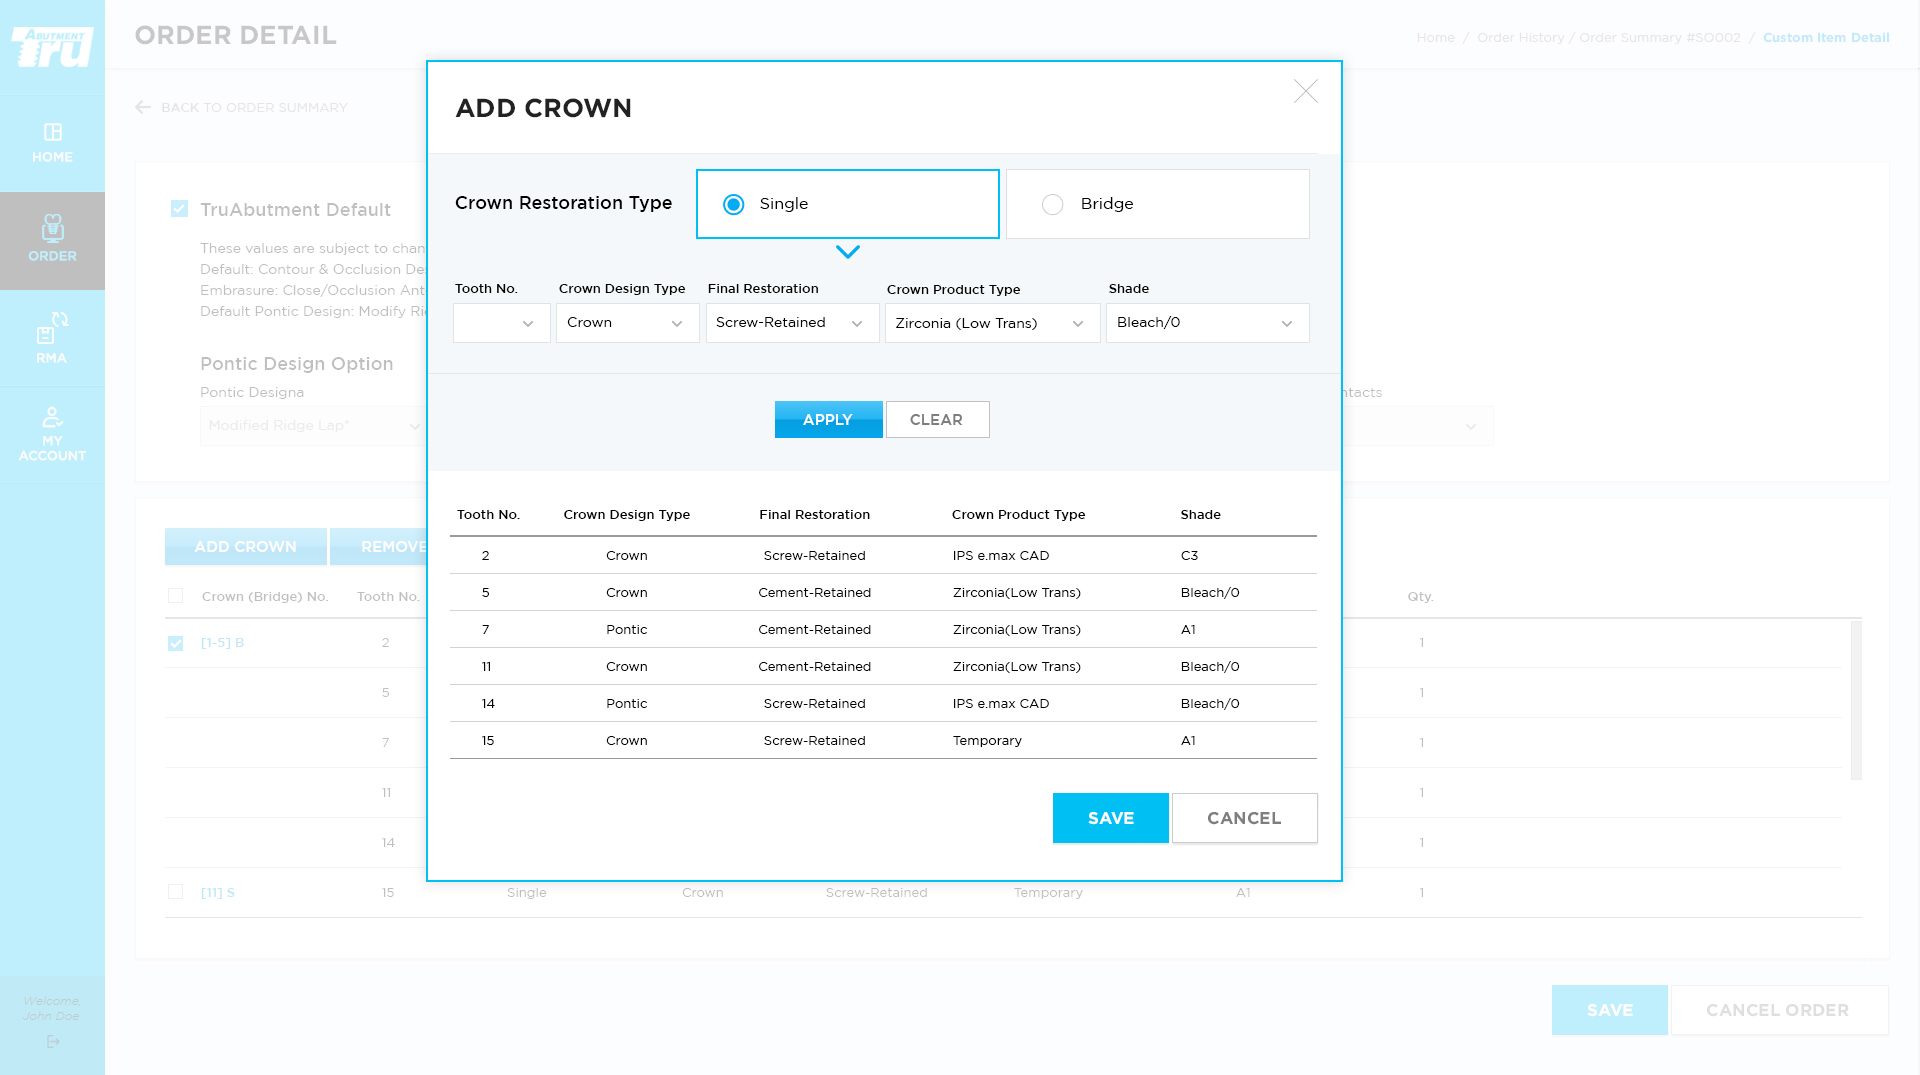 ABUTMENT
Tru
ORDER DETAIL
Home / Order History / Order Summary #SO002 / Custom Item Detail
BACK TO ORDER SUMMARY
HOME
ORDER
RMA
MY
ACCOUNT
Welcome,
John Doe
TruAbutment Default
These values are subject to chan
Default: Contour & Occlusion De
Embrasure: Close/Occlusion Ant
Default Pontic Design: Modify Ri
Pontic Design Option
Pontic Designa
ntacts
Modified Ridge Lap*
ADD CROWN
Crown Restoration Type
Single
Bridge
Tooth No. Crown Design Type Final Restoration Crown Product Type Shade
Crown Screw-Retained Zirconia (Low Trans) Bleach/0
APPLY CLEAR
Tooth No. Crown Design Type Final Restoration Crown Product Type Shade
2 Crown Screw-Retained IPS e.max CAD C3
5 Crown Cement-Retained Zirconia(Low Trans) Bleach/0
7 Pontic Cement-Retained Zirconia(Low Trans) A1
11 Crown Cement-Retained Zirconia(Low Trans) Bleach/0
14 Pontic Screw-Retained IPS e.max CAD Bleach/0
15 Crown Screw-Retained Temporary A1
SAVE CANCEL
ADD CROWN REMOVE
Crown (Bridge) No. Tooth No. Qty.
[1-5] B 2 1
5 1
7 1
11 1
14 1
[11] S 15 Single Crown Screw-Retained Temporary A1 1
SAVE CANCEL ORDER